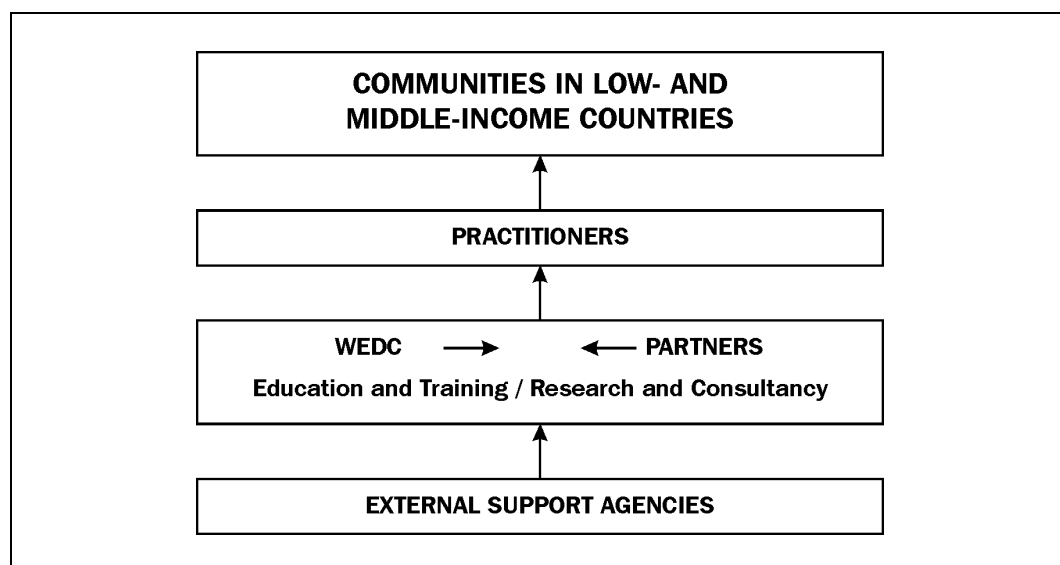 COMMUNITIES IN LOW- AND
MIDDLE-INCOME COUNTRIES
PRACTITIONERS
WEDC PARTNERS
Education and Training / Research and Consultancy
EXTERNAL SUPPORT AGENCIES